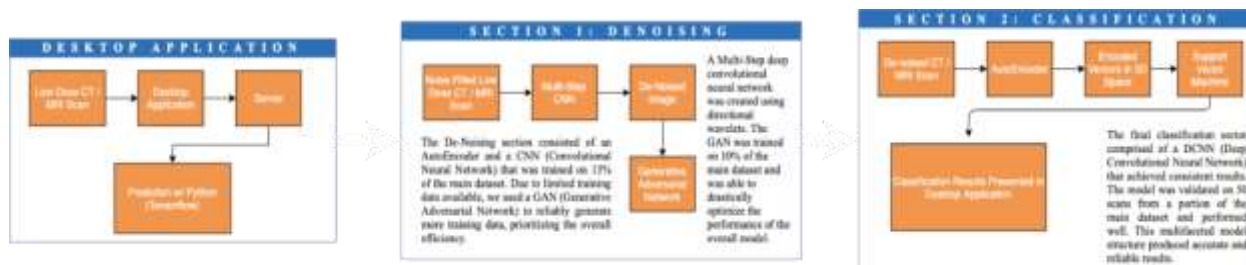 DESKTOP APPLICATION
Low Dose CT /
MRI Scan
Desktop
Application
Server
Prediction w/ Python
(Tensorflow)
SECTION 1: DENOISING
Noise Filled Low
Dose CT / MRI
Scan
Multi-Step
CNN
De-Noised
Image
Generative
Adversarial
Network
The De-Noising section consisted of an
AutoEncoder and a CNN (Convolutional
Neural Network) that was trained on 15%
of the main dataset. Due to limited training
data available, we used a GAN (Generative
Adversarial Network) to reliably generate
more training data, prioritizing the overall
efficiency.
A Multi-Step deep
convolutional
neural network
was created using
directional
wavelets. The
GAN was trained
on 10% of the
main dataset and
was able to
drastically
optimize the
performance of the
overall model.
SECTION 2: CLASSIFICATION
De-noised CT /
MRI Scan
AutoEncoder
Encoded
Vectors in 3D
Space
Support
Vector
Machine
Classification Results Presented in
Desktop Application
The final classification sector
comprised of a DCNN (Deep
Convolutional Neural Network)
that achieved consistent results.
The model was validated on 50
scans from a portion of the
main dataset and performed
well. This multifaceted model
structure produced accurate and
reliable results.